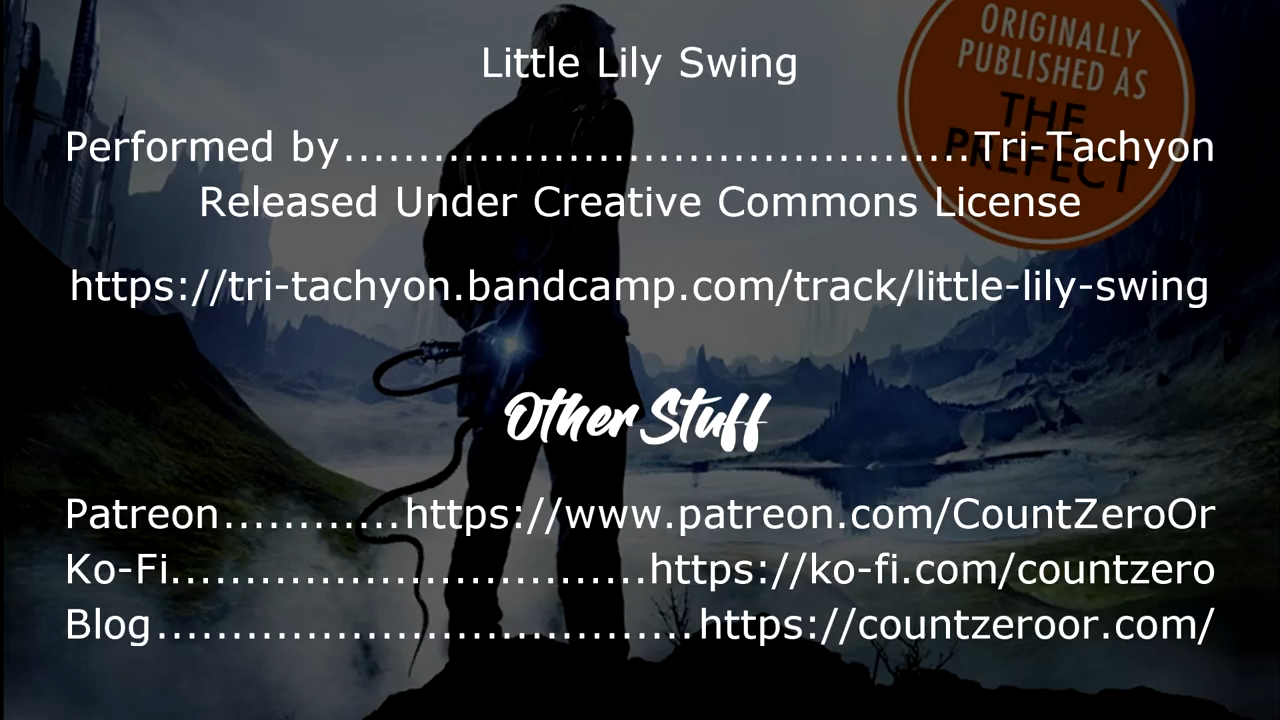 ORIGINALLY
PUBLISHED AS
THE
PREFECT
Little Lily Swing
Performed by..........................................Tri-Tachyon
Released Under Creative Commons License
https://tri-tachyon.bandcamp.com/track/little-lily-swing
Other Stuff
Patreon............https://www.patreon.com/CountZeroOr
Ko-Fi................................https://ko-fi.com/countzero
Blog....................................https://countzeroor.com/